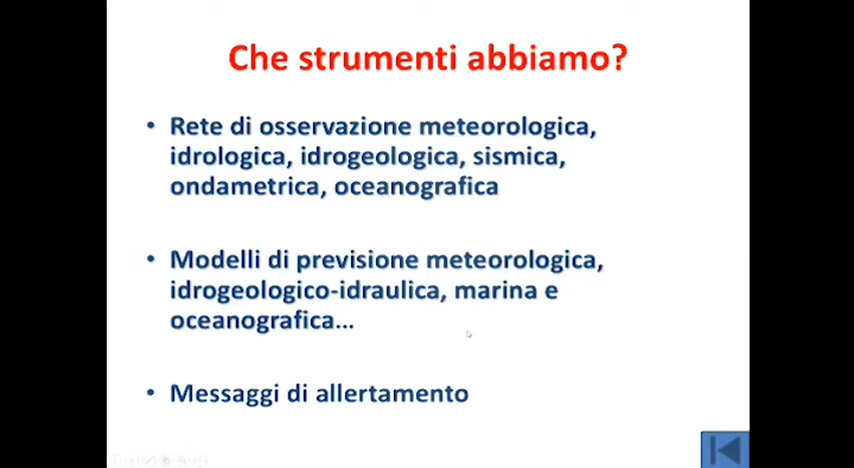 Che strumenti abbiamo?
• Rete di osservazione meteorologica,
idrologica, idrogeologica, sismica,
ondametrica, oceanografica
• Modelli di previsione meteorologica,
idrogeologico-idraulica, marina e
oceanografica...
• Messaggi di allertamento